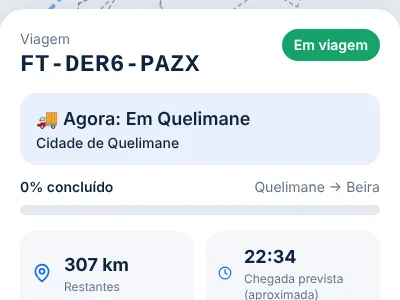 Viagem
FT-DER6-PAZX
Em viagem
🚚 Agora: Em Quelimane
Cidade de Quelimane
0% concluído
Quelimane → Beira
307 km
Restantes
22:34
Chegada prevista
(aproximada)